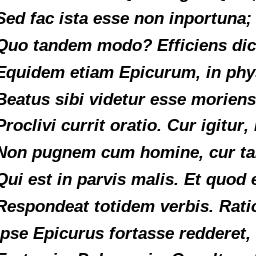 Sed fac ista esse non inportuna;
Quo tandem modo? Efficiens dic
Equidem etiam Epicurum, in phys
Beatus sibi videtur esse moriens
Proclivi currit oratio. Cur igitur,
Non pugnem cum homine, cur ta
Qui est in parvis malis. Et quod e
Respondeat totidem verbis. Ratio
Ipse Epicurus fortasse redderet,